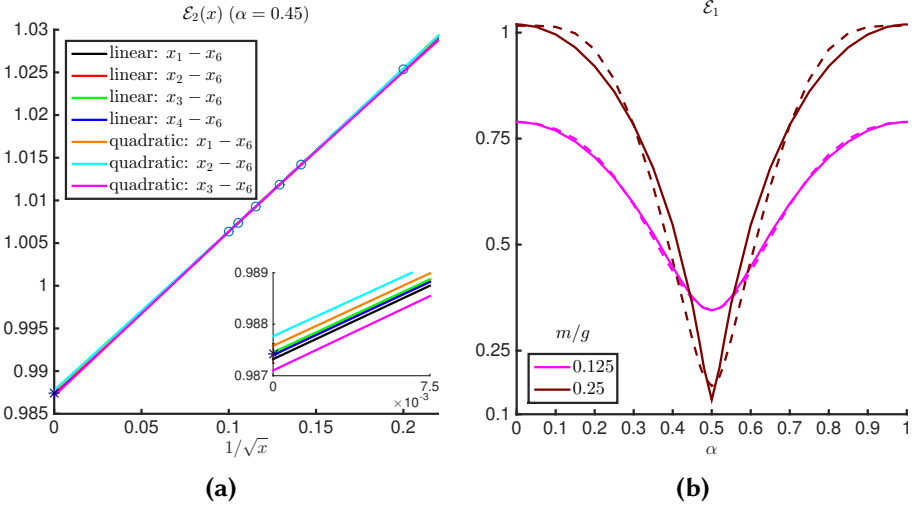 ℰ₂(x) (α = 0.45)
1.03
1.025
1.02
1.015
1.01
1.005
1
0.995
0.99
0.985
linear: x₁ − x₆
linear: x₂ − x₆
linear: x₃ − x₆
linear: x₄ − x₆
quadratic: x₁ − x₆
quadratic: x₂ − x₆
quadratic: x₃ − x₆
0.989
0.988
0.987
0 7.5
×10⁻³
0 0.05 0.1 0.15 0.2
1/√x
(a)
ℰ₁
1
0.75
0.5
0.25
0.1
m/g
0.125
0.25
0 0.1 0.2 0.3 0.4 0.5 0.6 0.7 0.8 0.9 1
α
(b)